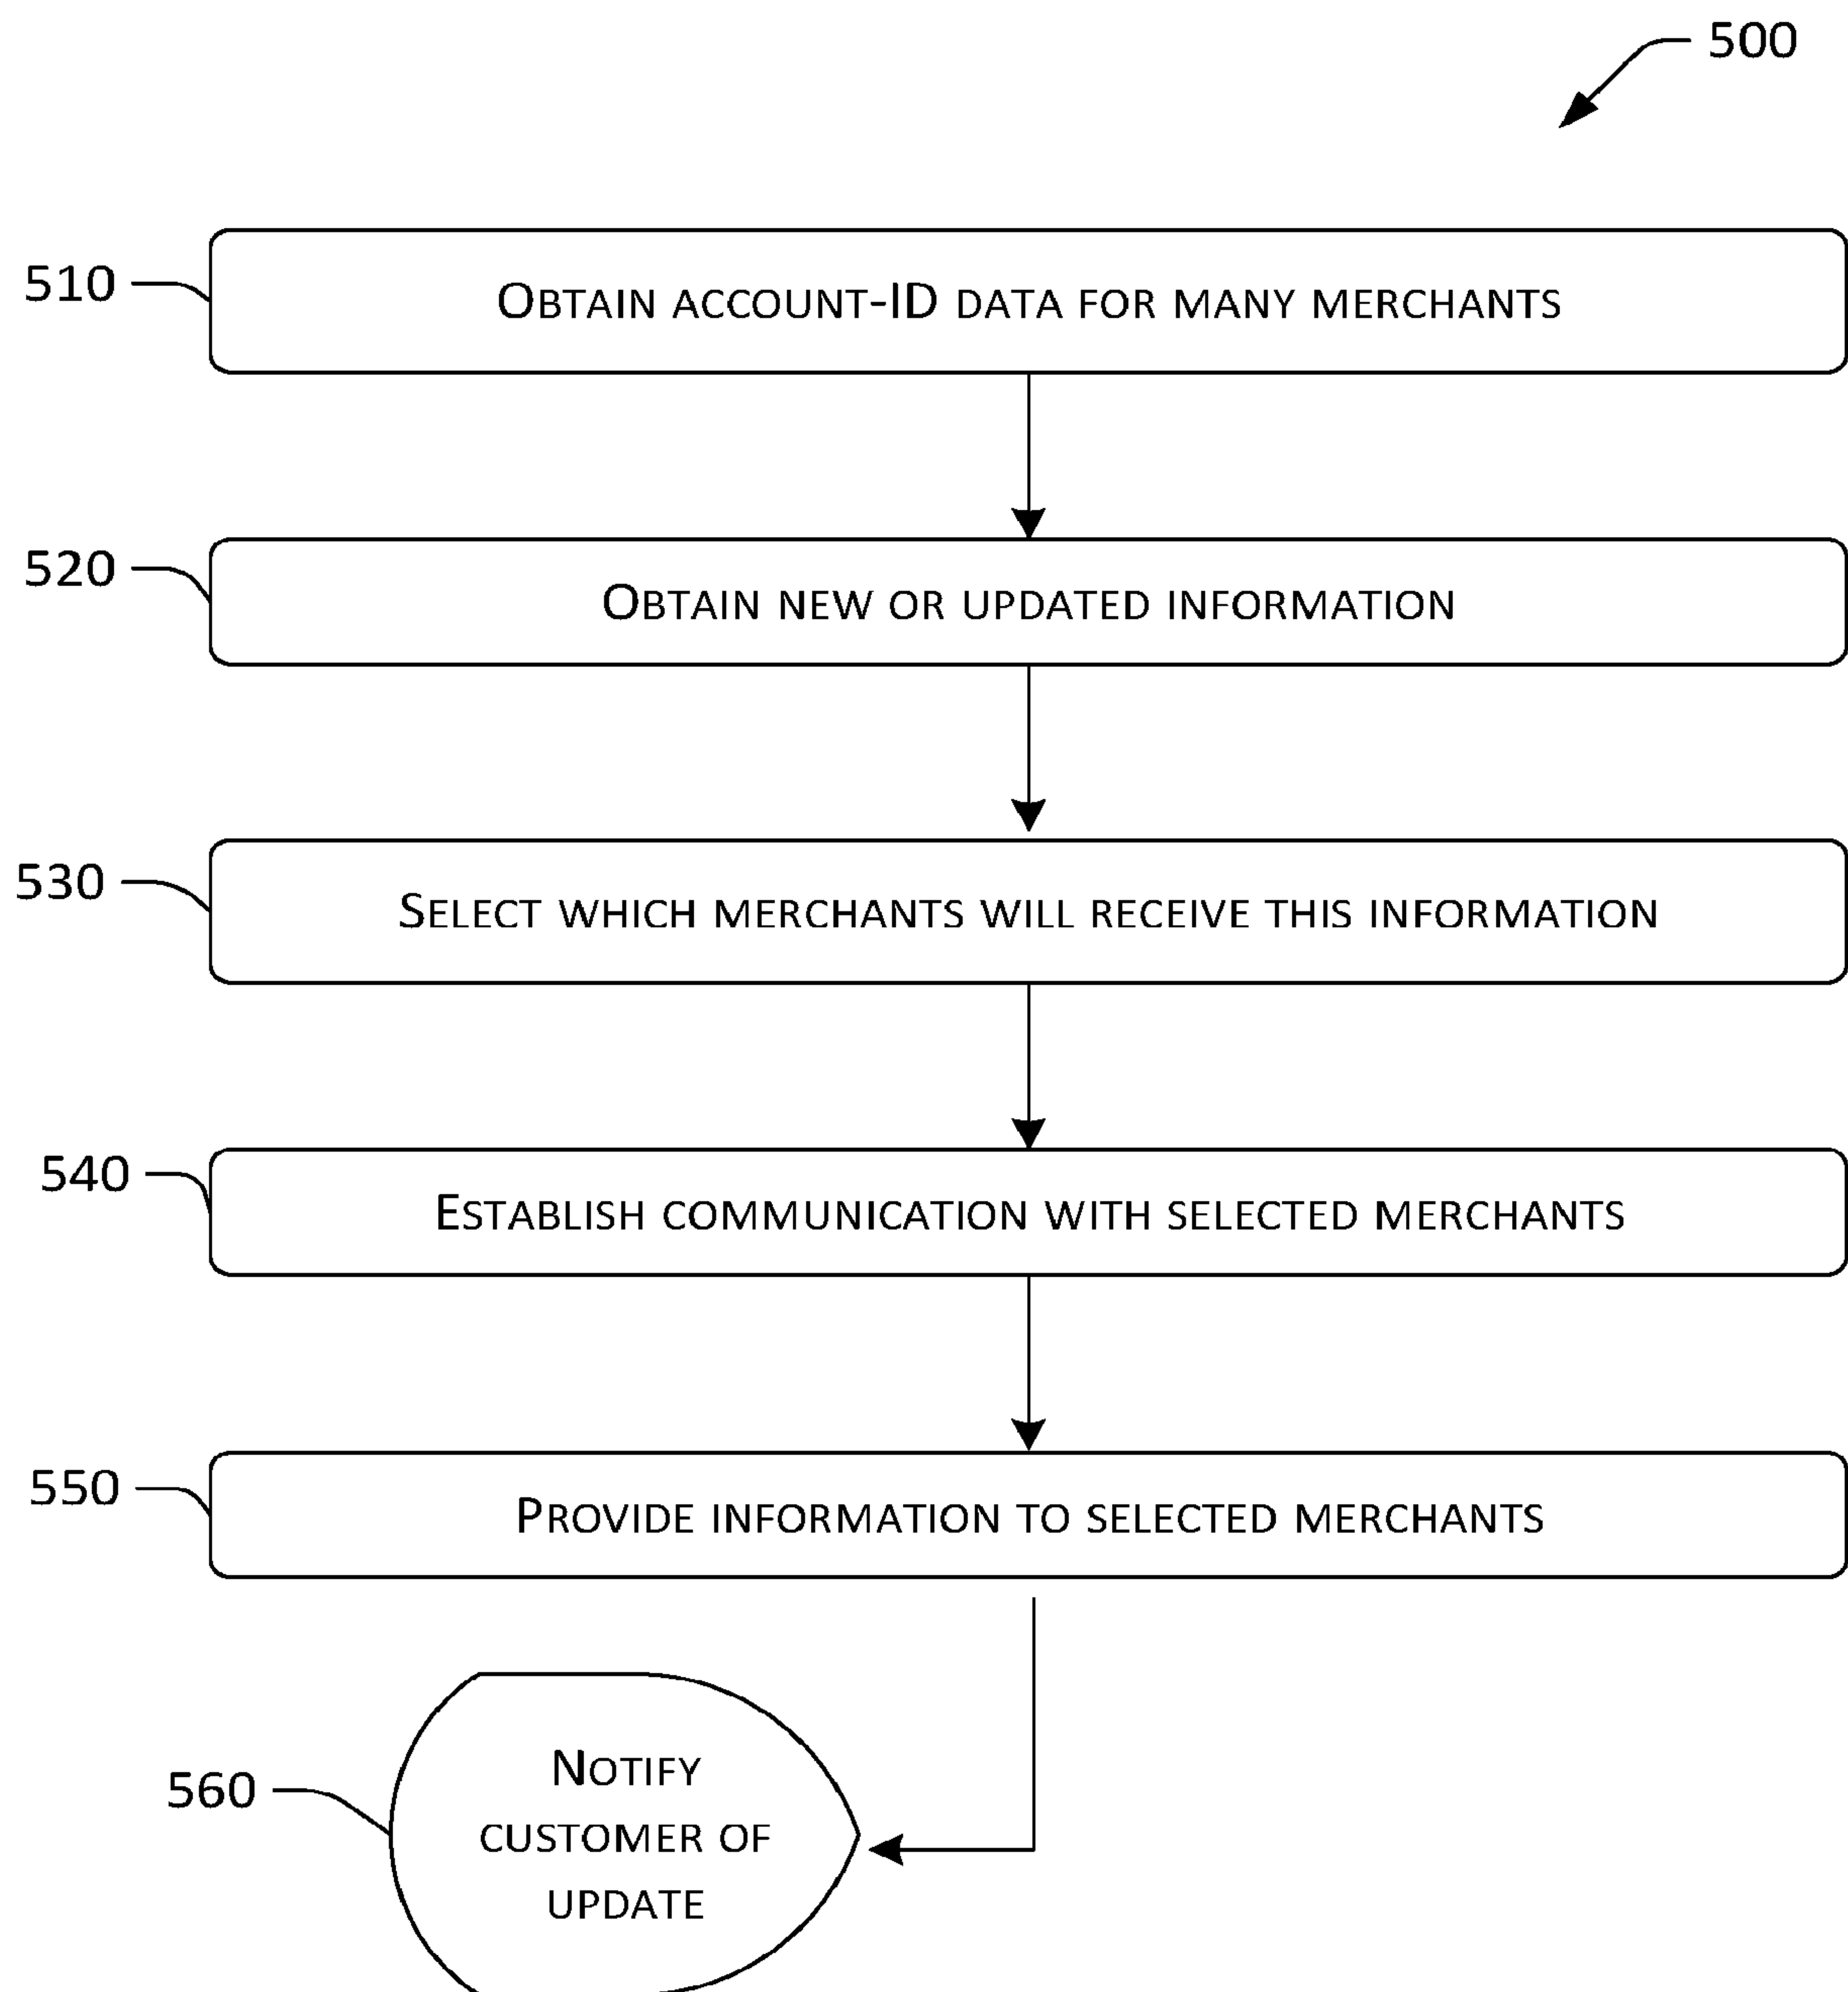 500
510
OBTAIN ACCOUNT-ID DATA FOR MANY MERCHANTS
520
OBTAIN NEW OR UPDATED INFORMATION
530
SELECT WHICH MERCHANTS WILL RECEIVE THIS INFORMATION
540
ESTABLISH COMMUNICATION WITH SELECTED MERCHANTS
550
PROVIDE INFORMATION TO SELECTED MERCHANTS
560
NOTIFY
CUSTOMER OF
UPDATE